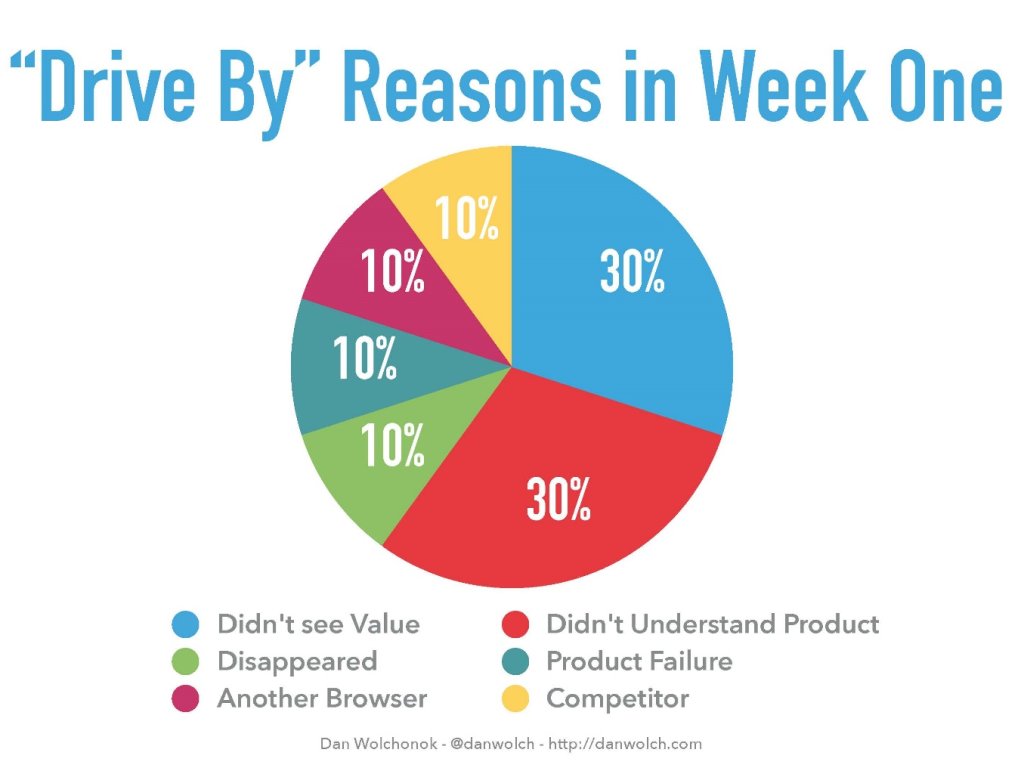 “Drive By” Reasons in Week One
10%
30%
10%
10%
10%
30%
Didn't see Value
Didn't Understand Product
Disappeared
Product Failure
Another Browser
Competitor
Dan Wolchonok - @danwolch - http://danwolch.com